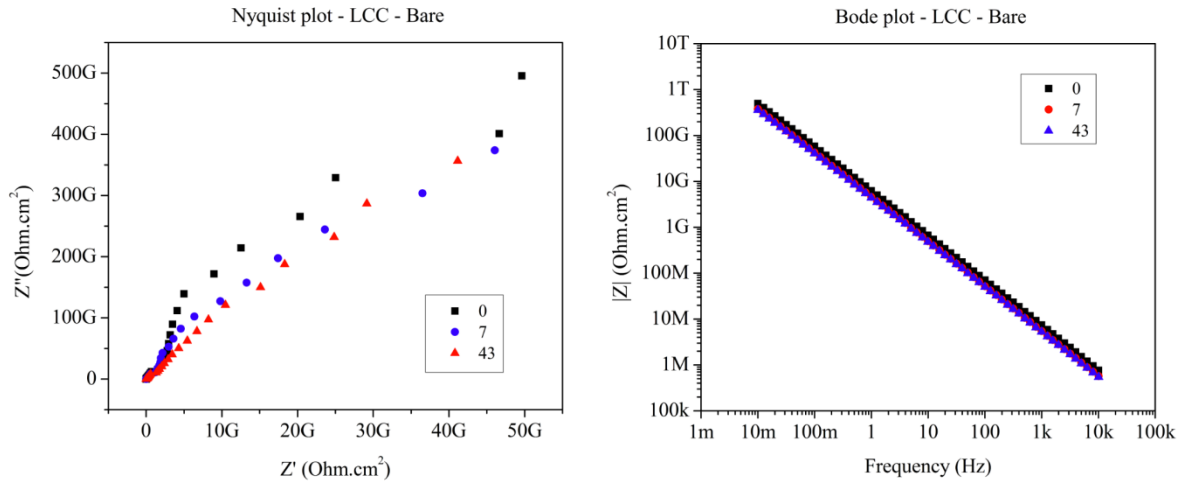 Nyquist plot - LCC - Bare
500G
400G
300G
200G
100G
0
Z''(Ohm.cm²)
0
7
43
0
10G
20G
30G
40G
50G
Z' (Ohm.cm²)
Bode plot - LCC - Bare
10T
1T
100G
10G
1G
100M
10M
1M
100k
|Z| (Ohm.cm²)
0
7
43
1m
10m
100m
1
10
100
1k
10k
100k
Frequency (Hz)